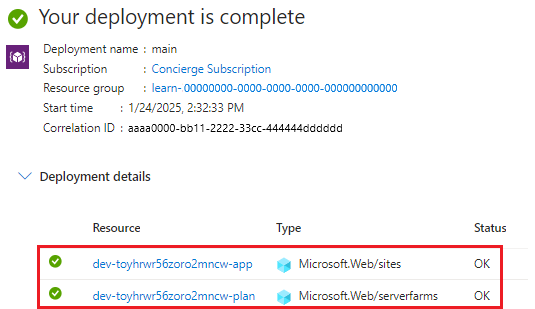 Your deployment is complete
Deployment name : main
Subscription : Concierge Subscription
Resource group : learn-00000000-0000-0000-0000-000000000000
Start time : 1/24/2025, 2:32:33 PM
Correlation ID : aaaa0000-bb11-2222-33cc-444444dddddd
Deployment details
Resource Type Status
dev-toyhrwr56zoro2mncw-app Microsoft.Web/sites OK
dev-toyhrwr56zoro2mncw-plan Microsoft.Web/serverfarms OK